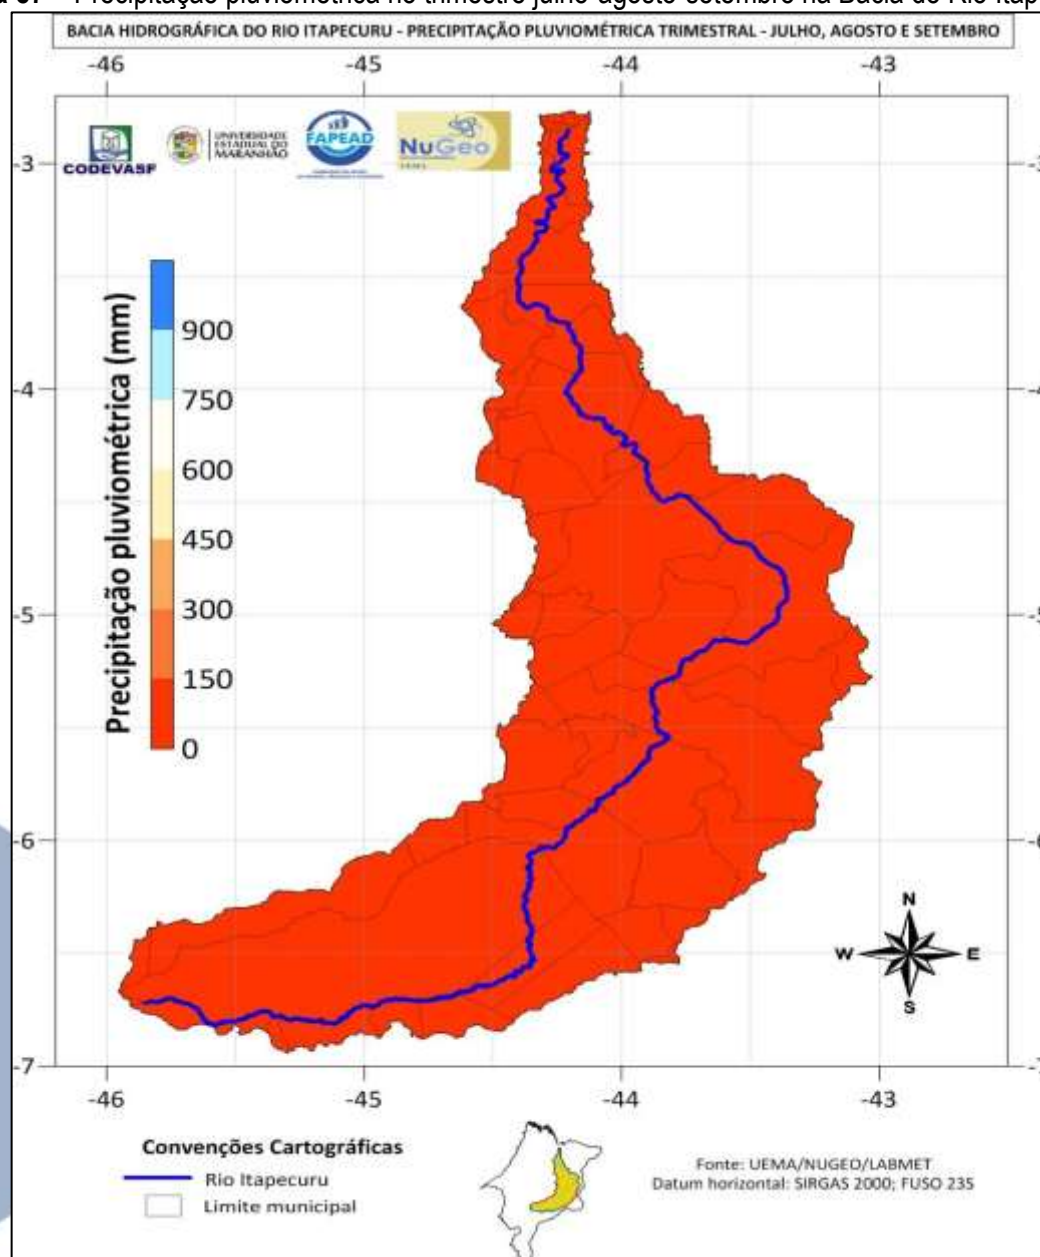 Precipitação pluviométrica no trimestre julho-agosto-setembro na Bacia do Rio Itap
BACIA HIDROGRÁFICA DO RIO ITAPECURU - PRECIPITAÇÃO PLUVIOMÉTRICA TRIMESTRAL - JULHO, AGOSTO E SETEMBRO
-46 -45 -44 -43
CODEVASF
UNIVERSIDADE
ESTADUAL DO
MARANHÃO
FAPEAD
NuGeo
UEMA
-3
-4
-5
-6
-7
Precipitação pluviométrica (mm)
900
750
600
450
300
150
0
N
W E
S
-46 -45 -44 -43
Convenções Cartográficas
Rio Itapecuru
Limite municipal
Fonte: UEMA/NUGEO/LABMET
Datum horizontal: SIRGAS 2000; FUSO 23S